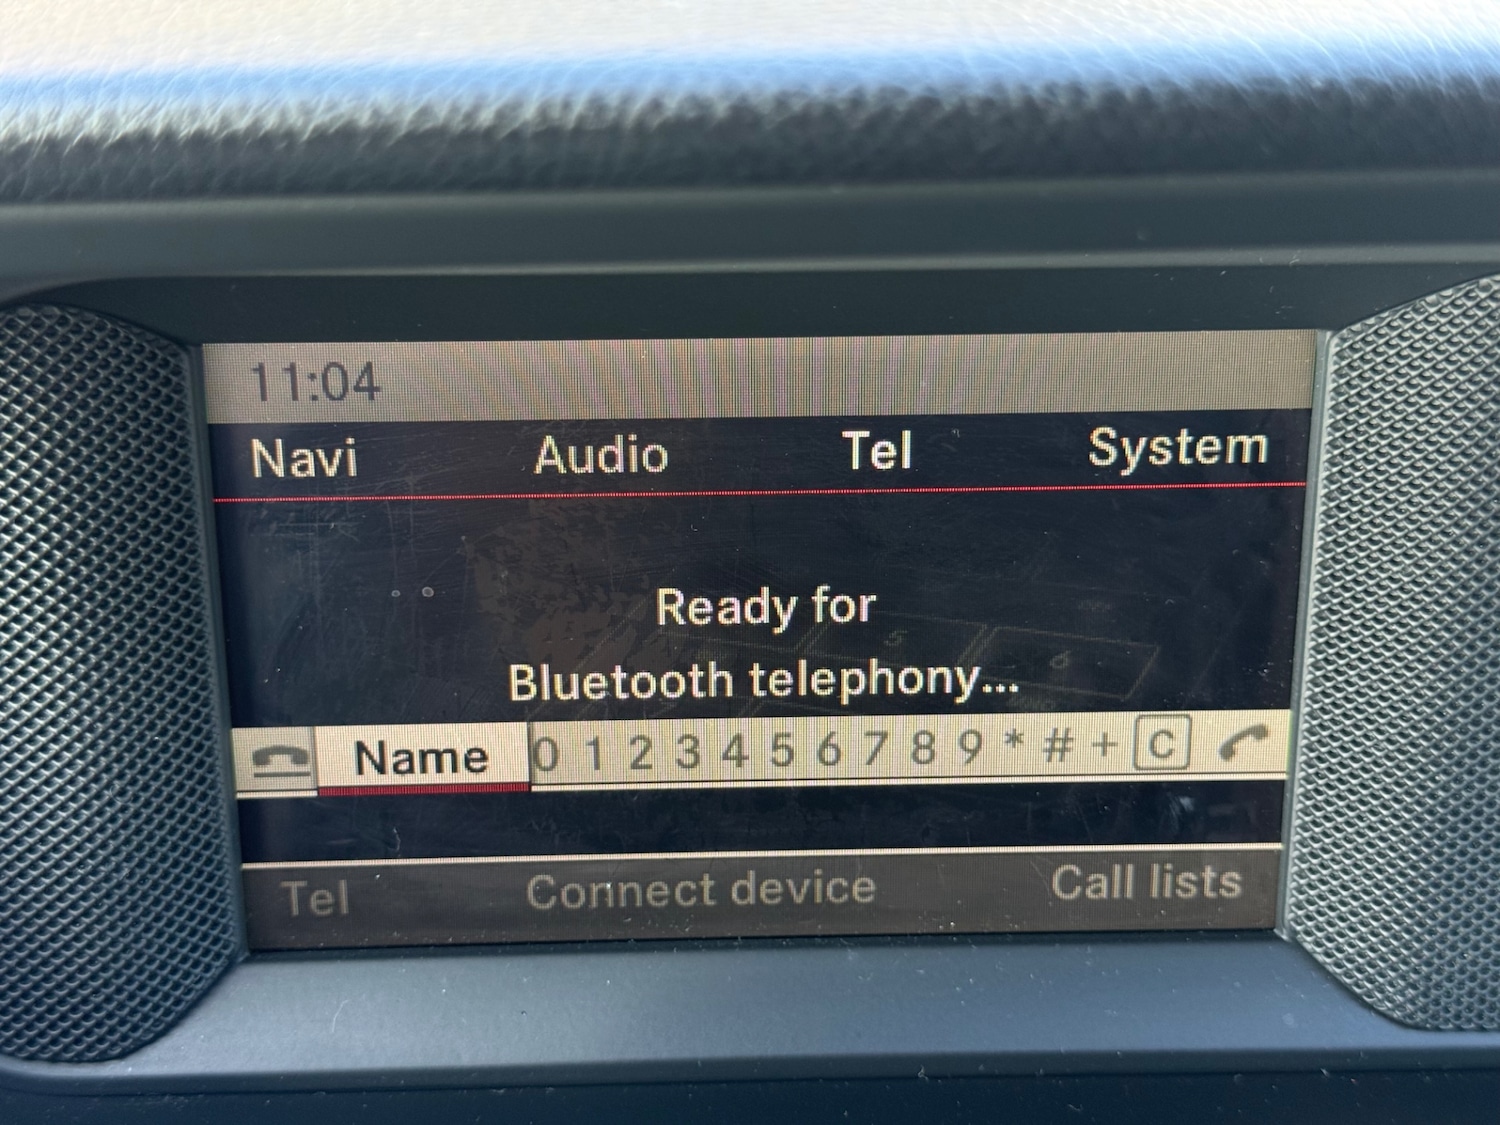 11:04
Navi Audio Tel System
Ready for
Bluetooth telephony...
Name 0 1 2 3 4 5 6 7 8 9 * # + C
Tel Connect device Call lists